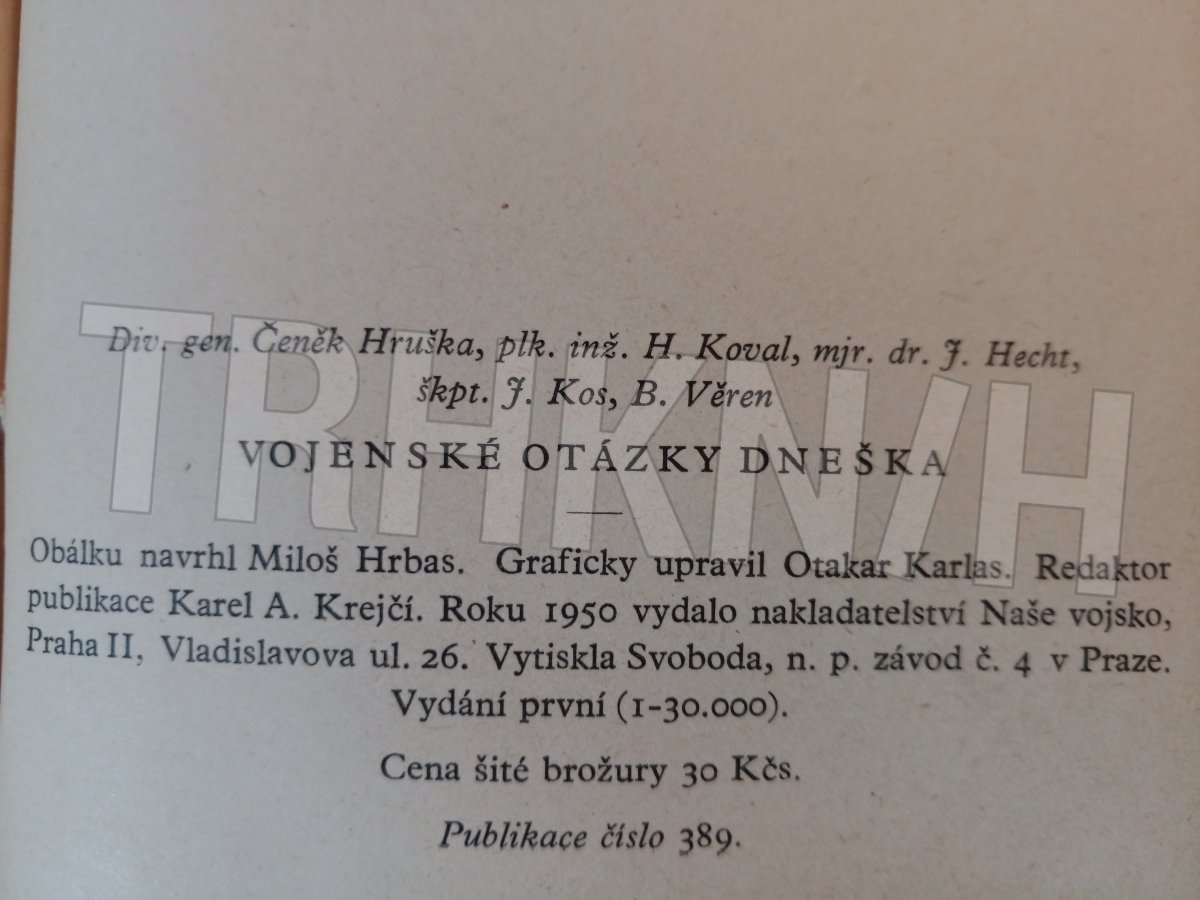 Div. gen. Čeněk Hruška, plk. inž. H. Koval, mjr. dr. J. Hecht,
škpt. J. Kos, B. Věren
VOJENSKÉ OTÁZKY DNEŠKA
Obálku navrhl Miloš Hrbas. Graficky upravil Otakar Karlas. Redaktor
publikace Karel A. Krejčí. Roku 1950 vydalo nakladatelství Naše vojsko,
Praha II, Vladislavova ul. 26. Vytiskla Svoboda, n. p. závod č. 4 v Praze.
Vydání první (1-30.000).
Cena šité brožury 30 Kčs.
Publikace číslo 389.
TRHKN/H